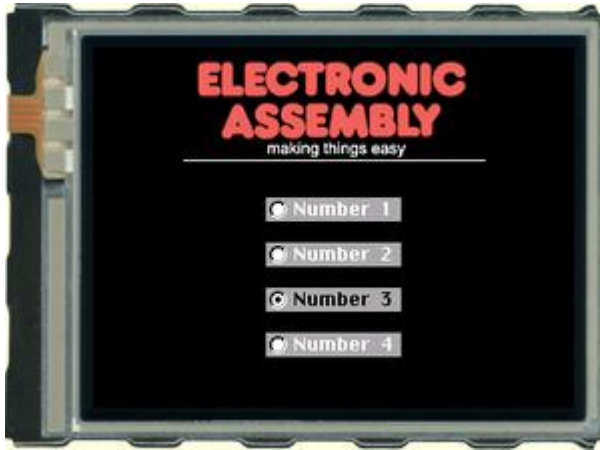 ELECTRONIC
ASSEMBLY
making things easy
Number 1
Number 2
Number 3
Number 4